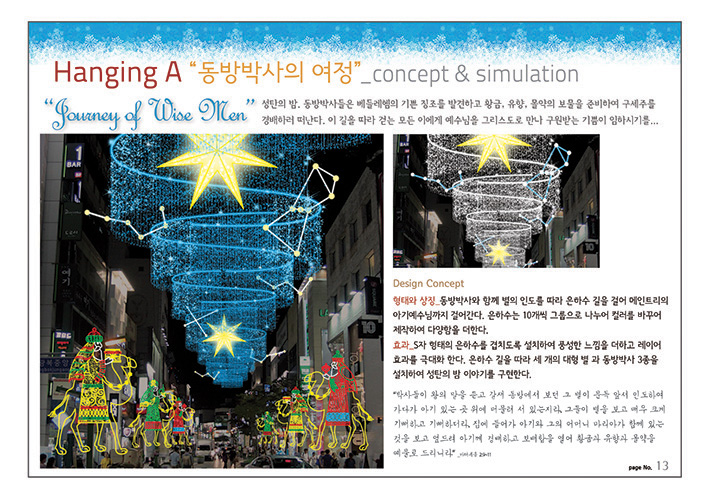 Hanging A “동방박사의 여정”_concept & simulation
“Journey of Wise Men”
성탄의 밤, 동방박사들은 베들레헴의 기쁜 징조를 발견하고 황금, 유향, 몰약의 보물을 준비하여 구세주를
경배하러 떠난다. 이 길을 따라 걷는 모든 이에게 예수님을 그리스도로 만나 구원받는 기쁨이 임하시기를...
1
BAR
10
Design Concept
형태와 상징_동방박사와 함께 별의 인도를 따라 은하수 길을 걸어 메인트리의
아기예수님까지 걸어간다. 은하수는 10개씩 그룹으로 나누어 컬러를 바꾸어
제작하여 다양함을 더한다.
효과_S자 형태의 은하수를 겹치도록 설치하여 풍성한 느낌을 더하고 레이어
효과를 극대화 한다. 은하수 길을 따라 세 개의 대형 별 과 동방박사 3종을
설치하여 성탄의 밤 이야기를 구현한다.
“박사들이 왕의 말을 듣고 갈새 동방에서 보던 그 별이 문득 앞서 인도하여
가다가 아기 있는 곳 위에 머물러 서 있는지라, 그들이 별을 보고 매우 크게
기뻐하고 기뻐하더라, 집에 들어가 아기와 그의 어머니 마리아가 함께 있는
것을 보고 엎드려 아기께 경배하고 보배합을 열어 황금과 유향과 몰약을
예물로 드리니라” _마태복음 2:9-11
page No. 13